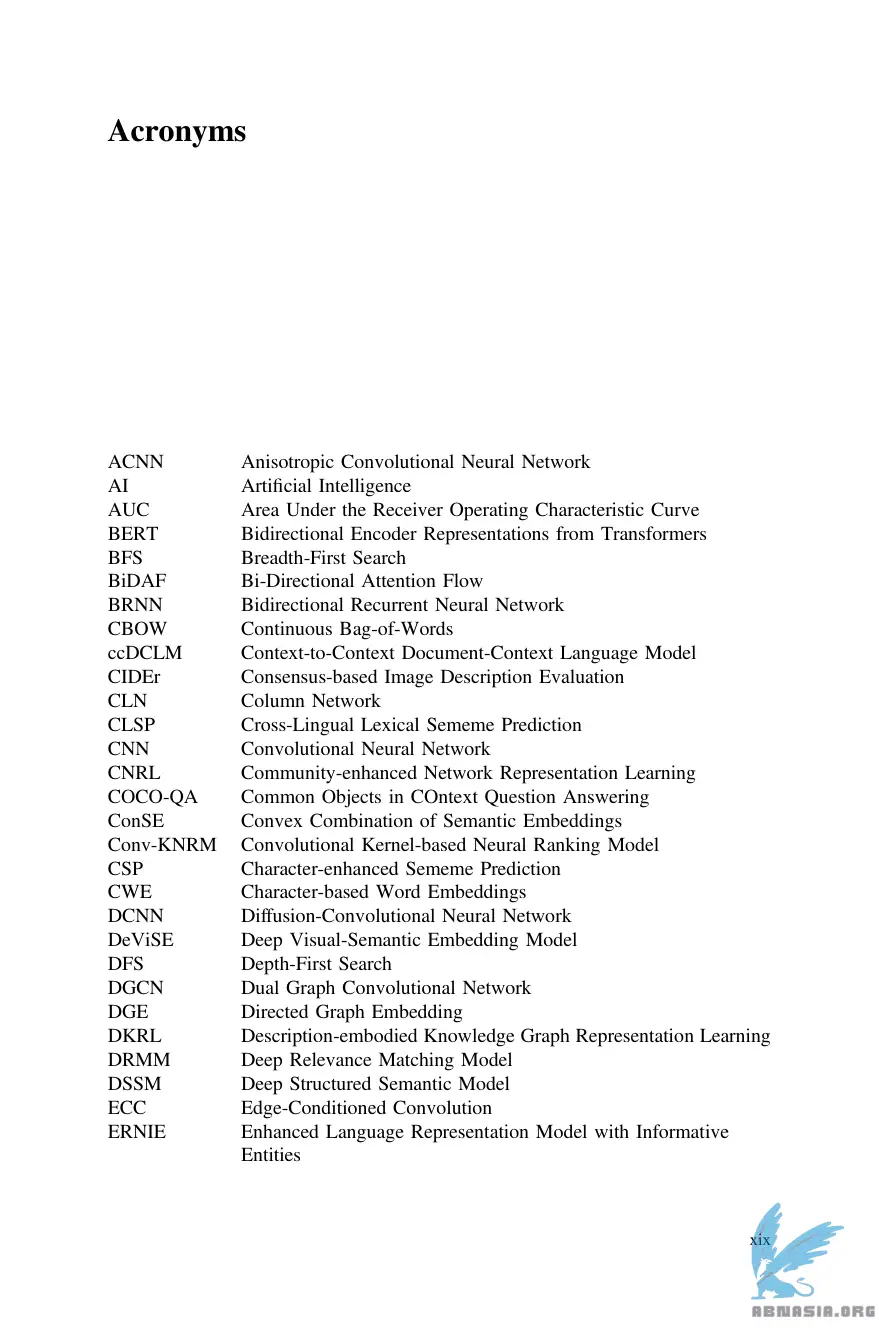 Acronyms
ACNN Anisotropic Convolutional Neural Network
AI Artificial Intelligence
AUC Area Under the Receiver Operating Characteristic Curve
BERT Bidirectional Encoder Representations from Transformers
BFS Breadth-First Search
BiDAF Bi-Directional Attention Flow
BRNN Bidirectional Recurrent Neural Network
CBOW Continuous Bag-of-Words
ccDCLM Context-to-Context Document-Context Language Model
CIDEr Consensus-based Image Description Evaluation
CLN Column Network
CLSP Cross-Lingual Lexical Sememe Prediction
CNN Convolutional Neural Network
CNRL Community-enhanced Network Representation Learning
COCO-QA Common Objects in COntext Question Answering
ConSE Convex Combination of Semantic Embeddings
Conv-KNRM Convolutional Kernel-based Neural Ranking Model
CSP Character-enhanced Sememe Prediction
CWE Character-based Word Embeddings
DCNN Diffusion-Convolutional Neural Network
DeViSE Deep Visual-Semantic Embedding Model
DFS Depth-First Search
DGCN Dual Graph Convolutional Network
DGE Directed Graph Embedding
DKRL Description-embodied Knowledge Graph Representation Learning
DRMM Deep Relevance Matching Model
DSSM Deep Structured Semantic Model
ECC Edge-Conditioned Convolution
ERNIE Enhanced Language Representation Model with Informative
Entities
xix
ABNASIA.ORG